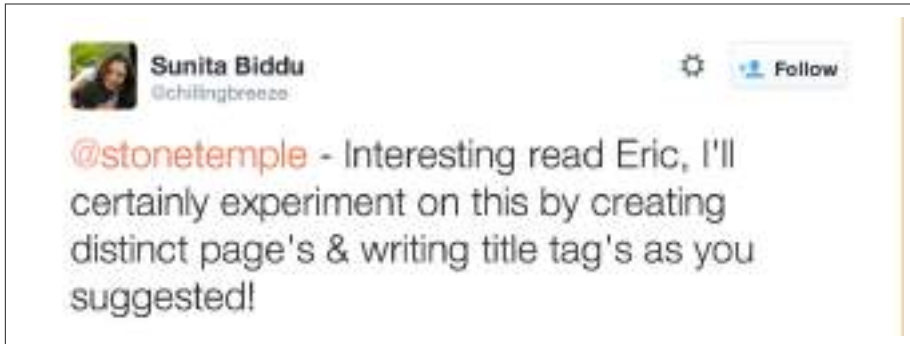 Sunita Biddu
@chillingbreeze
Follow
@stonetemple - Interesting read Eric, I'll
certainly experiment on this by creating
distinct page's & writing title tag's as you
suggested!